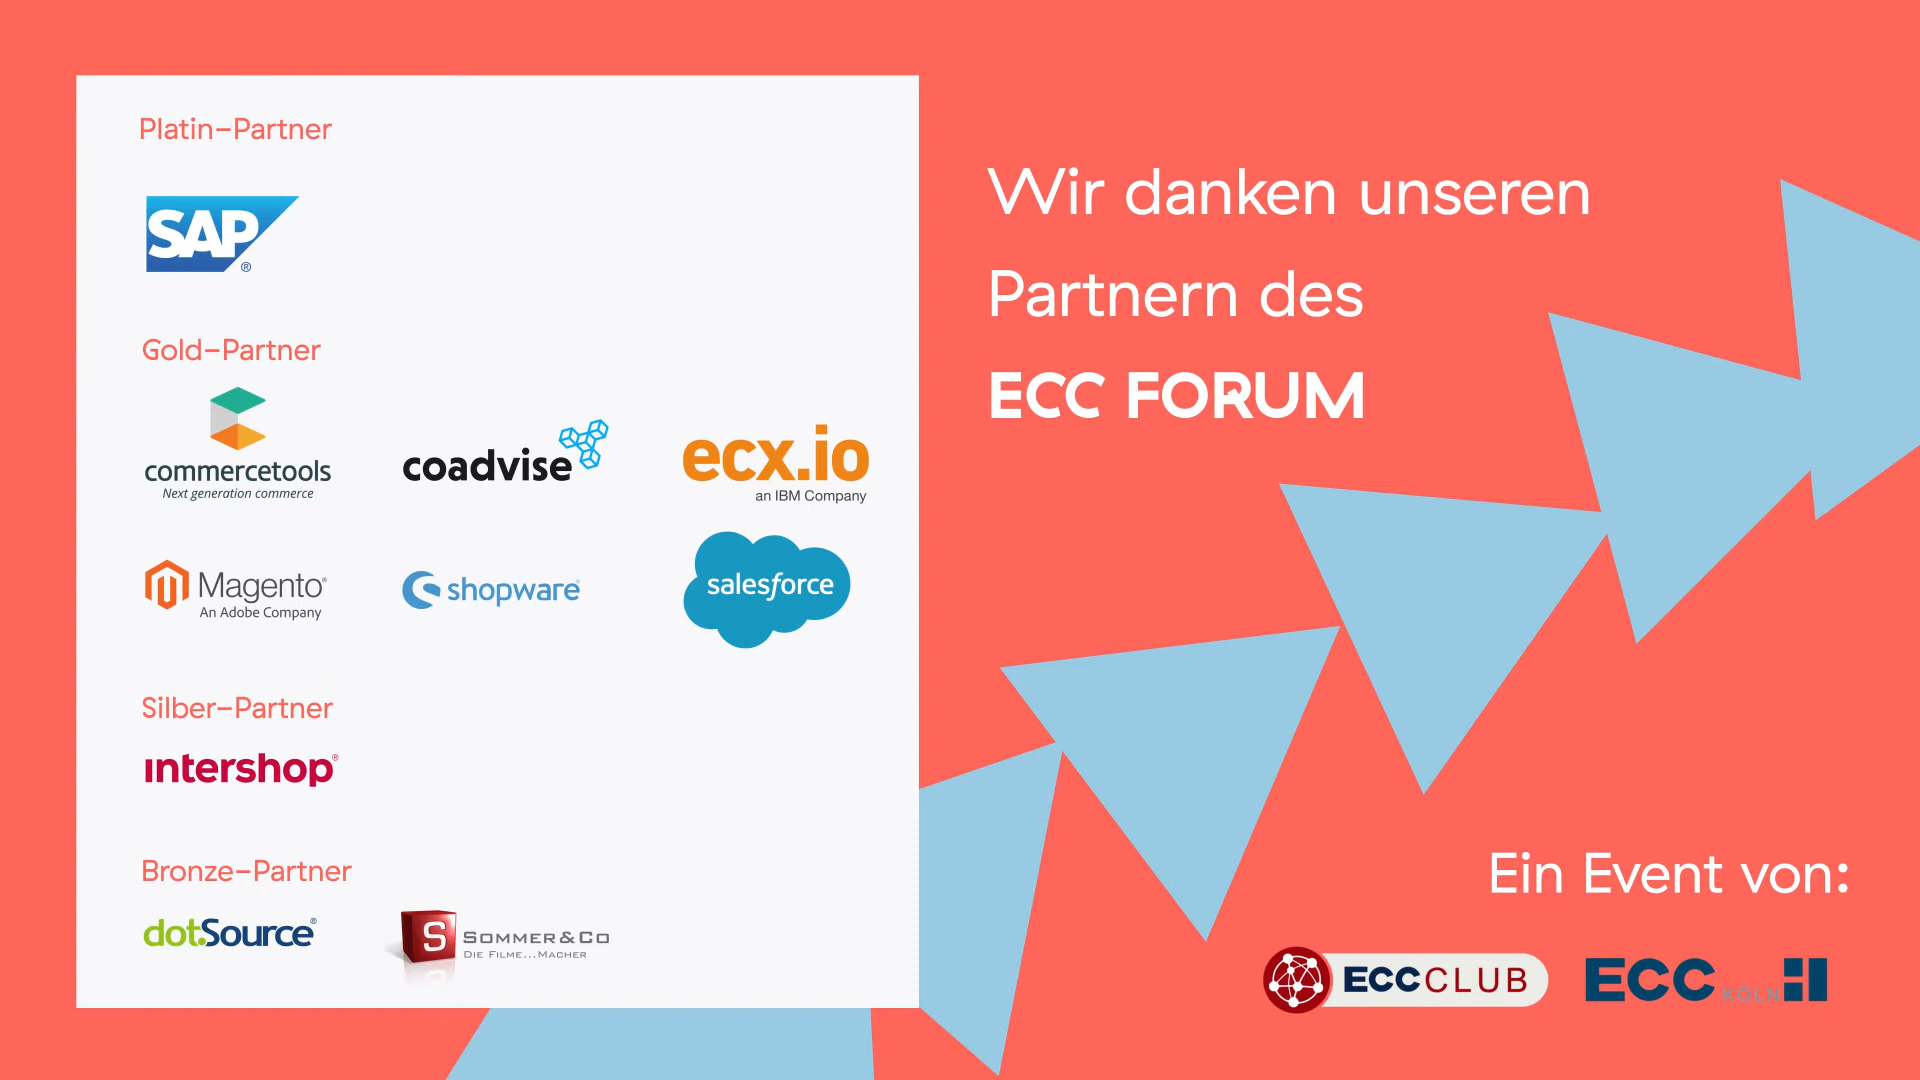 Platin-Partner
SAP®
Gold-Partner
commercetools
Next generation commerce
coadvise
ecx.io
an IBM Company
Magento®
An Adobe Company
shopware
salesforce
Silber-Partner
intershop®
Bronze-Partner
dotSource®
S
SOMMER&CO
DIE FILME...MACHER
Wir danken unseren
Partnern des
ECC FORUM
Ein Event von:
ECCCLUB
ECC KÖLN